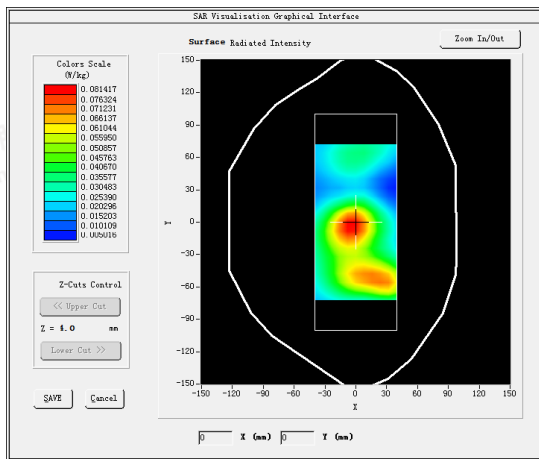 SAR Visualization Graphical Interface
Surface Radiated Intensity
Zoom In/Out
Colors Scale
(W/kg)
0.081417
0.076324
0.071231
0.066137
0.061044
0.055950
0.050857
0.045763
0.040670
0.035577
0.030483
0.025390
0.020296
0.015203
0.010109
0.005016
Z-Cuts Control
<< Upper Cut
Z = 4.0 mm
Lower Cut >>
SAVE Cancel
150
120
90
60
30
0
-30
-60
-90
-120
-150
Y
-150 -120 -90 -60 -30 0 30 60 90 120 150
X
0 X (mm) 0 Y (mm)